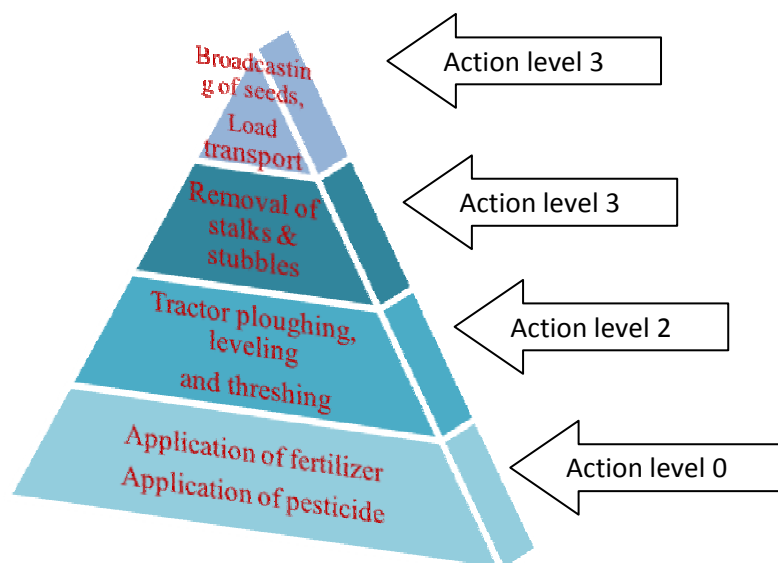 Broadcastin
g of seeds,
Load
transport
Action level 3
Removal of
stalks &
stubbles
Action level 3
Tractor ploughing,
leveling
and threshing
Action level 2
Application of fertilizer
Application of pesticide
Action level 0